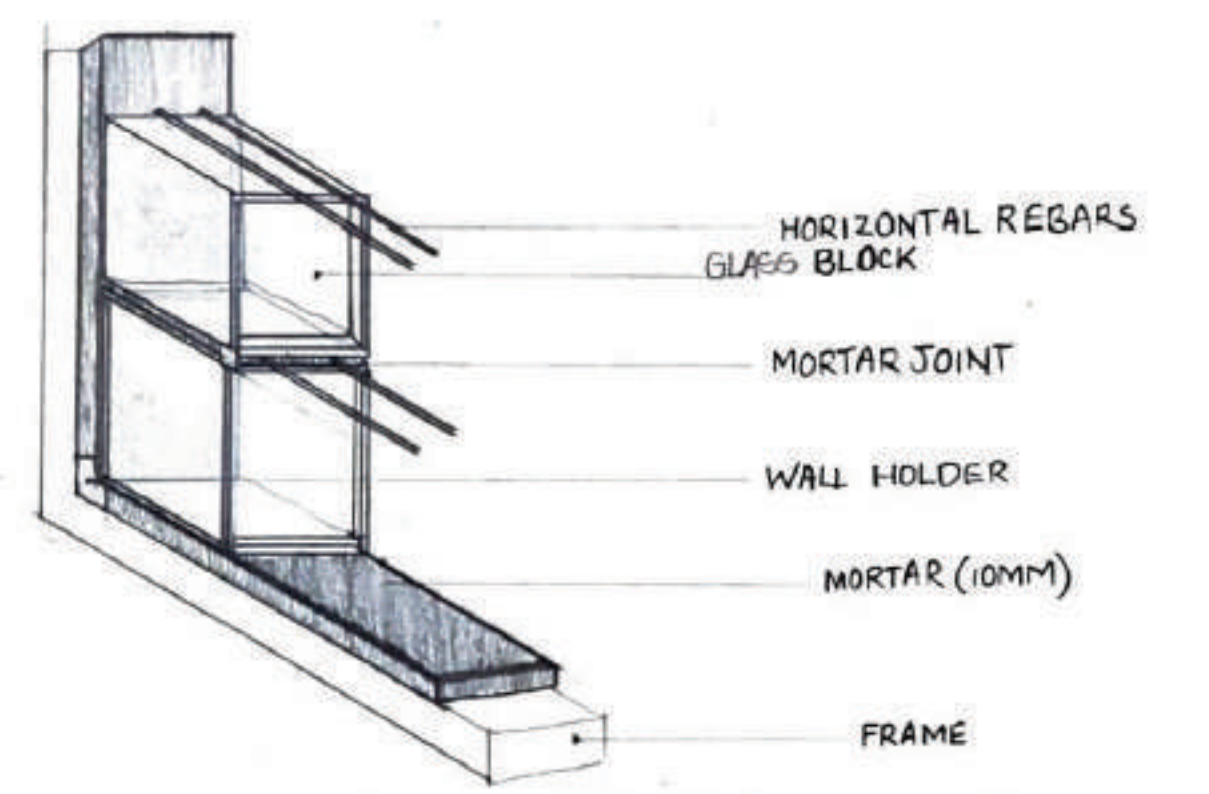 HORIZONTAL REBARS
GLASS BLOCK
MORTAR JOINT
WALL HOLDER
MORTAR (10MM)
FRAME